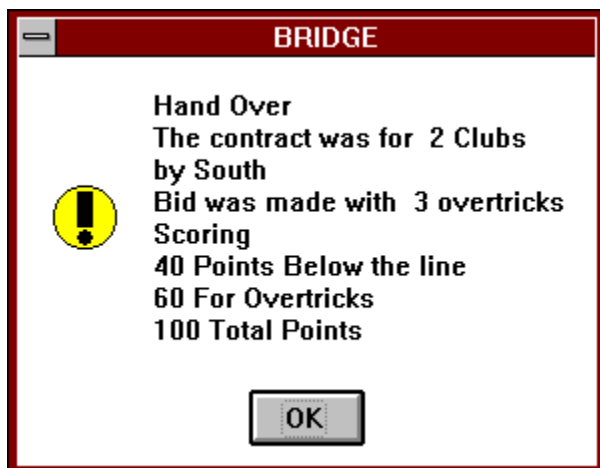 BRIDGE
Hand Over
The contract was for 2 Clubs
by South
Bid was made with 3 overtricks
Scoring
40 Points Below the line
60 For Overtricks
100 Total Points
OK